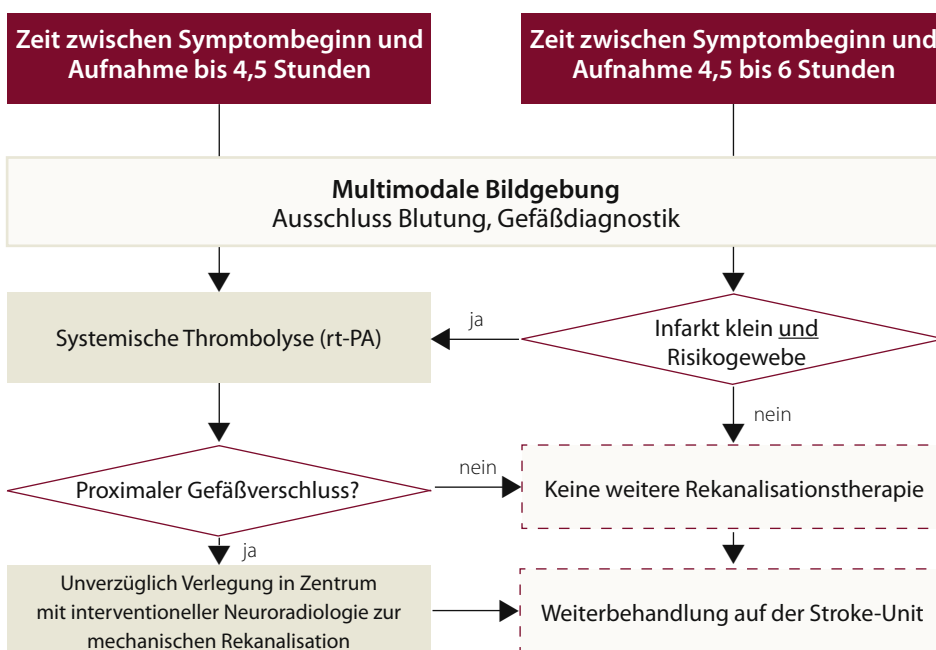 Zeit zwischen Symptombeginn und
Aufnahme bis 4,5 Stunden
Zeit zwischen Symptombeginn und
Aufnahme 4,5 bis 6 Stunden
Multimodale Bildgebung
Ausschluss Blutung, Gefäßdiagnostik
Systemische Thrombolyse (rt-PA)
ja
Infarkt klein und
Risikogewebe
nein
Proximaler Gefäßverschluss?
nein
Keine weitere Rekanalisationstherapie
ja
Unverzüglich Verlegung in Zentrum
mit interventioneller Neuroradiologie zur
mechanischen Rekanalisation
Weiterbehandlung auf der Stroke-Unit